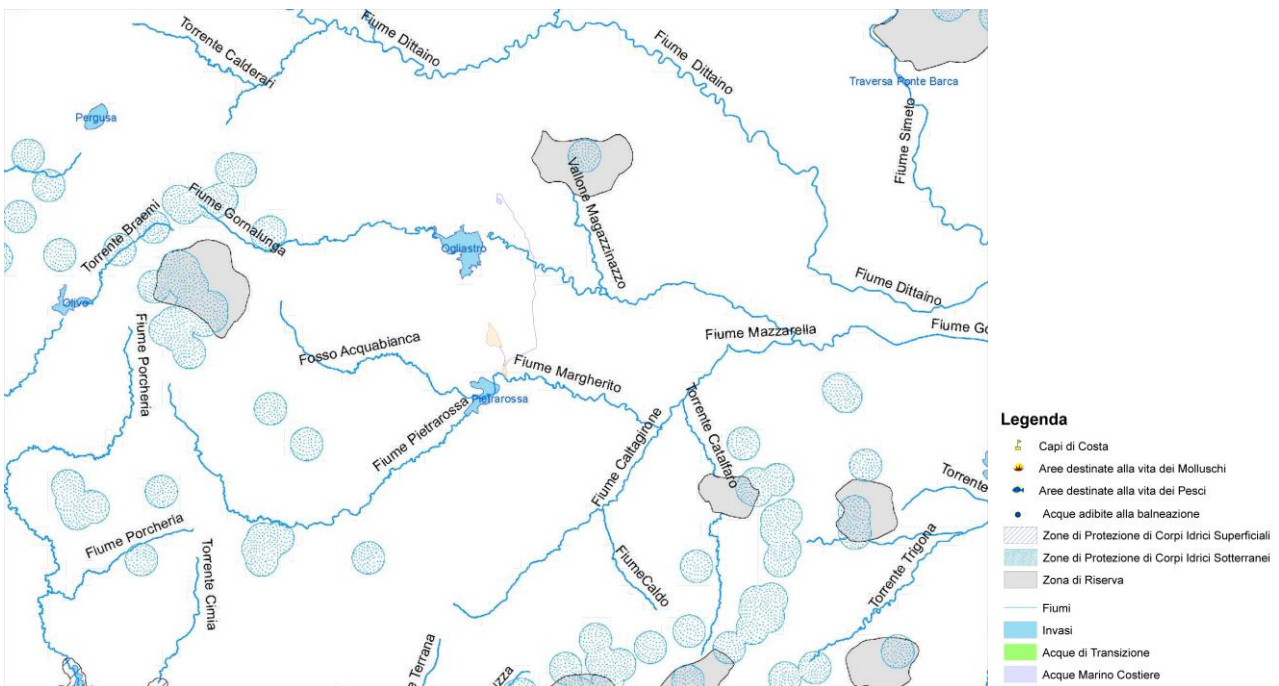 Torrente Calderari
Fiume Dittaino
Fiume Dittaino
Traversa Ponte Barca
Pergusa
Fiume Simeto
Vallone Magazzinazzo
Fiume Gornalunga
Torrente Braemi
Ogliastro
Olivo
Fiume Dittaino
Fiume Porcheria
Fiume Mazzarella
Fiume Go
Fosso Acquabianca
Fiume Margherito
Pietrarossa
Torrente Catalfaro
Fiume Pietrarossa
Fiume Caltagirone
Torrente
Fiume Porcheria
Torrente Cimia
FiumeCaldo
Torrente Trigona
e Terrana
zza
Legenda
Capi di Costa
Aree destinate alla vita dei Molluschi
Aree destinate alla vita dei Pesci
Acque adibite alla balneazione
Zone di Protezione di Corpi Idrici Superficiali
Zone di Protezione di Corpi Idrici Sotterranei
Zona di Riserva
Fiumi
Invasi
Acque di Transizione
Acque Marino Costiere